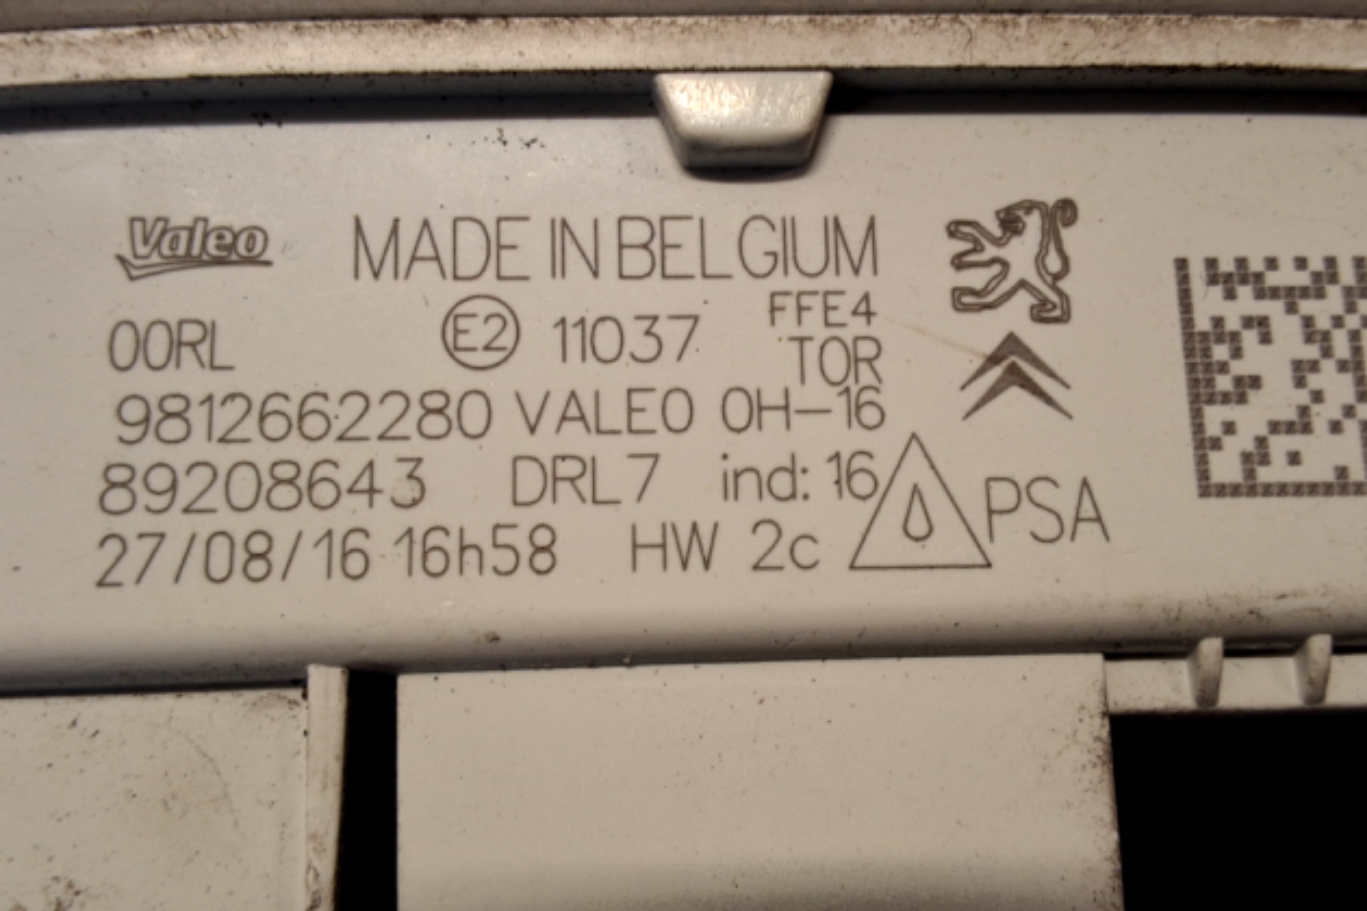 Valeo MADE IN BELGIUM
00RL E2 11037 FFE4
TOR
9812662280 VALEO 0H-16
89208643 DRL7 ind: 16 PSA
27/08/16 16h58 HW 2c